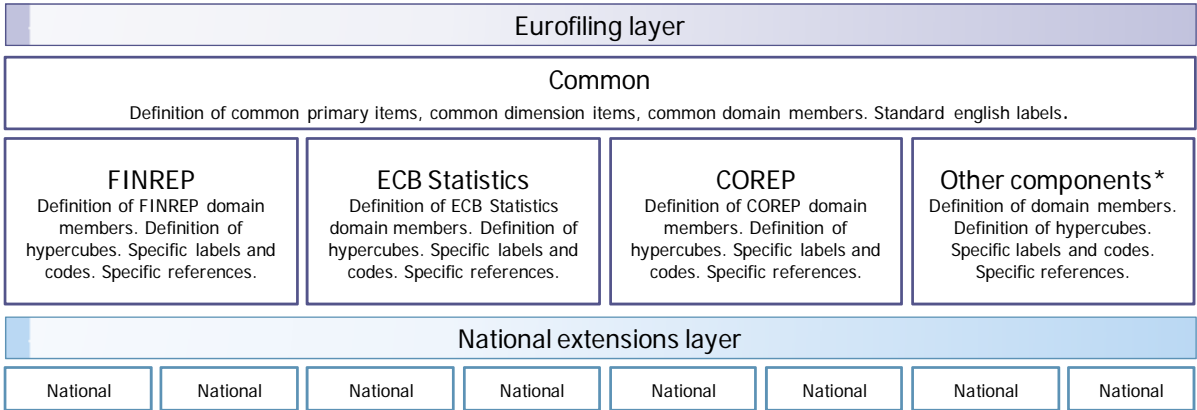 Eurofiling layer
Common
Definition of common primary items, common dimension items, common domain members. Standard english labels.
FINREP
Definition of FINREP domain
members. Definition of
hypercubes. Specific labels and
codes. Specific references.
ECB Statistics
Definition of ECB Statistics
domain members. Definition of
hypercubes. Specific labels and
codes. Specific references.
COREP
Definition of COREP domain
members. Definition of
hypercubes. Specific labels and
codes. Specific references.
Other components*
Definition of domain members.
Definition of hypercubes.
Specific labels and codes.
Specific references.
National extensions layer
National
National
National
National
National
National
National
National